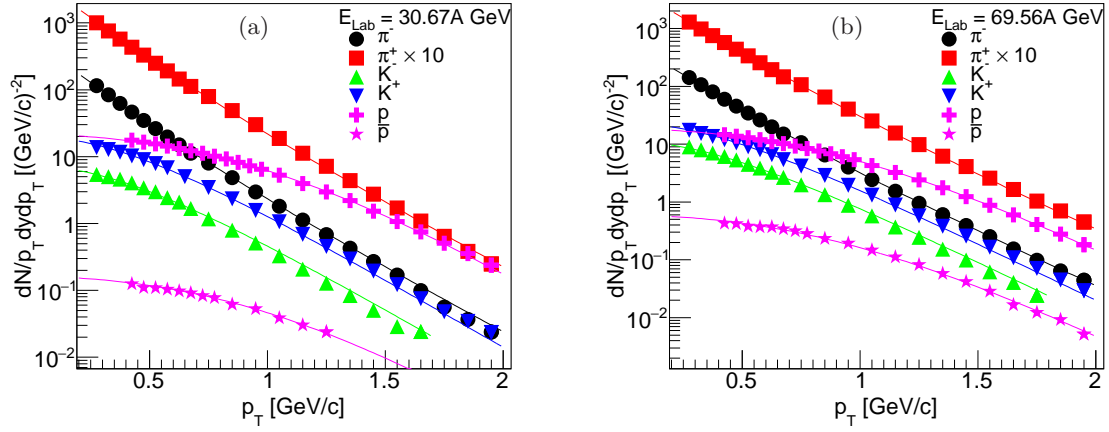 (a) E_Lab = 30.67A GeV
π⁻
π⁺ × 10
K⁻
K⁺
p
p̅
10³
10²
10
1
10⁻¹
10⁻²
dN/p_T dydp_T [(GeV/c)⁻²]
0.5 1 1.5 2
p_T [GeV/c]
(b) E_Lab = 69.56A GeV
π⁻
π⁺ × 10
K⁻
K⁺
p
p̅
10³
10²
10
1
10⁻¹
10⁻²
dN/p_T dydp_T [(GeV/c)⁻²]
0.5 1 1.5 2
p_T [GeV/c]